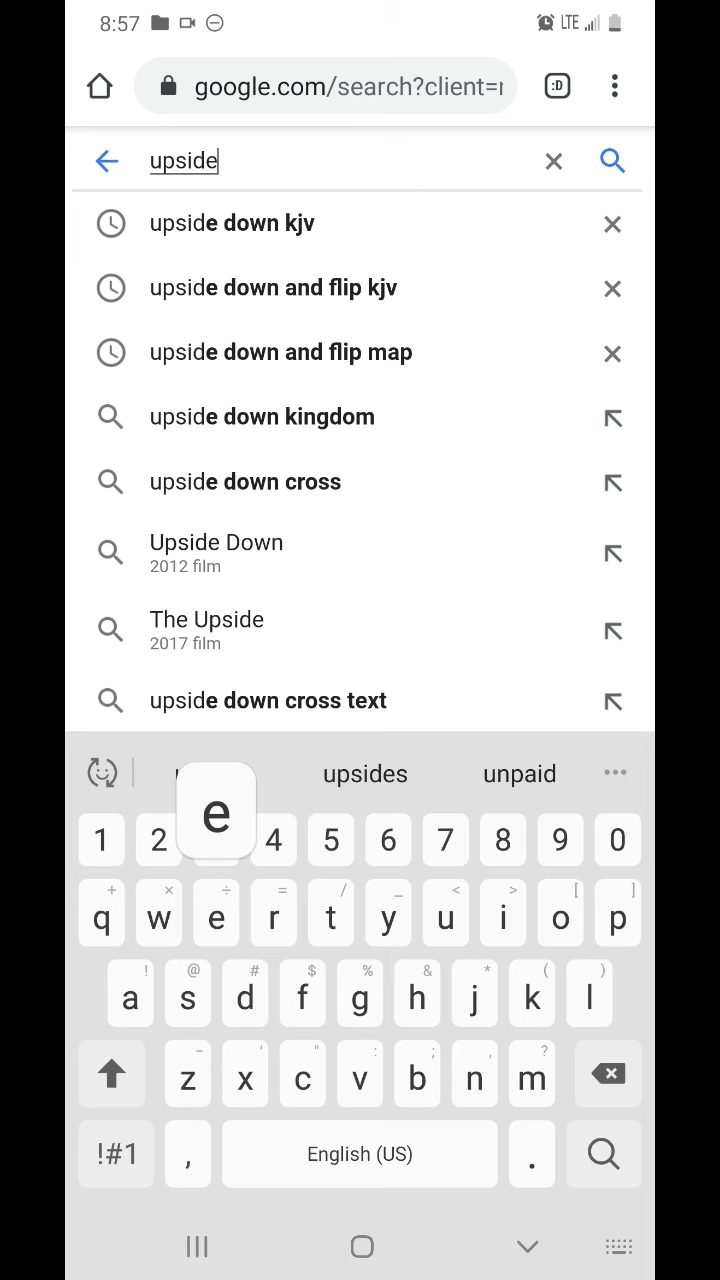 8:57 LTE
google.com/search?client=r :D
upside
upside down kjv
upside down and flip kjv
upside down and flip map
upside down kingdom
upside down cross
Upside Down
2012 film
The Upside
2017 film
upside down cross text
upsides unpaid
e
1 2 4 5 6 7 8 9 0
+ × ÷ = / _ < > [ ]
q w e r t y u i o p
! @ # $ % & * ( )
a s d f g h j k l
- ' " : ; , ?
z x c v b n m
!#1 , English (US) .